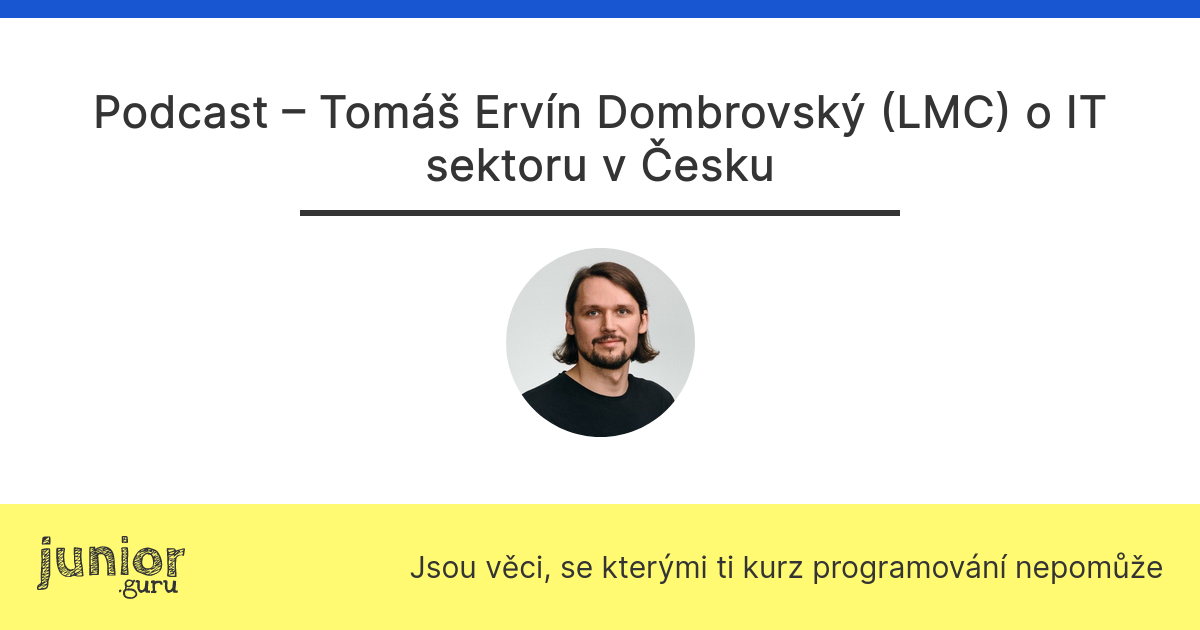 Podcast – Tomáš Ervín Dombrovský (LMC) o IT
sektoru v Česku
junior
.guru
Jsou věci, se kterými ti kurz programování nepomůže